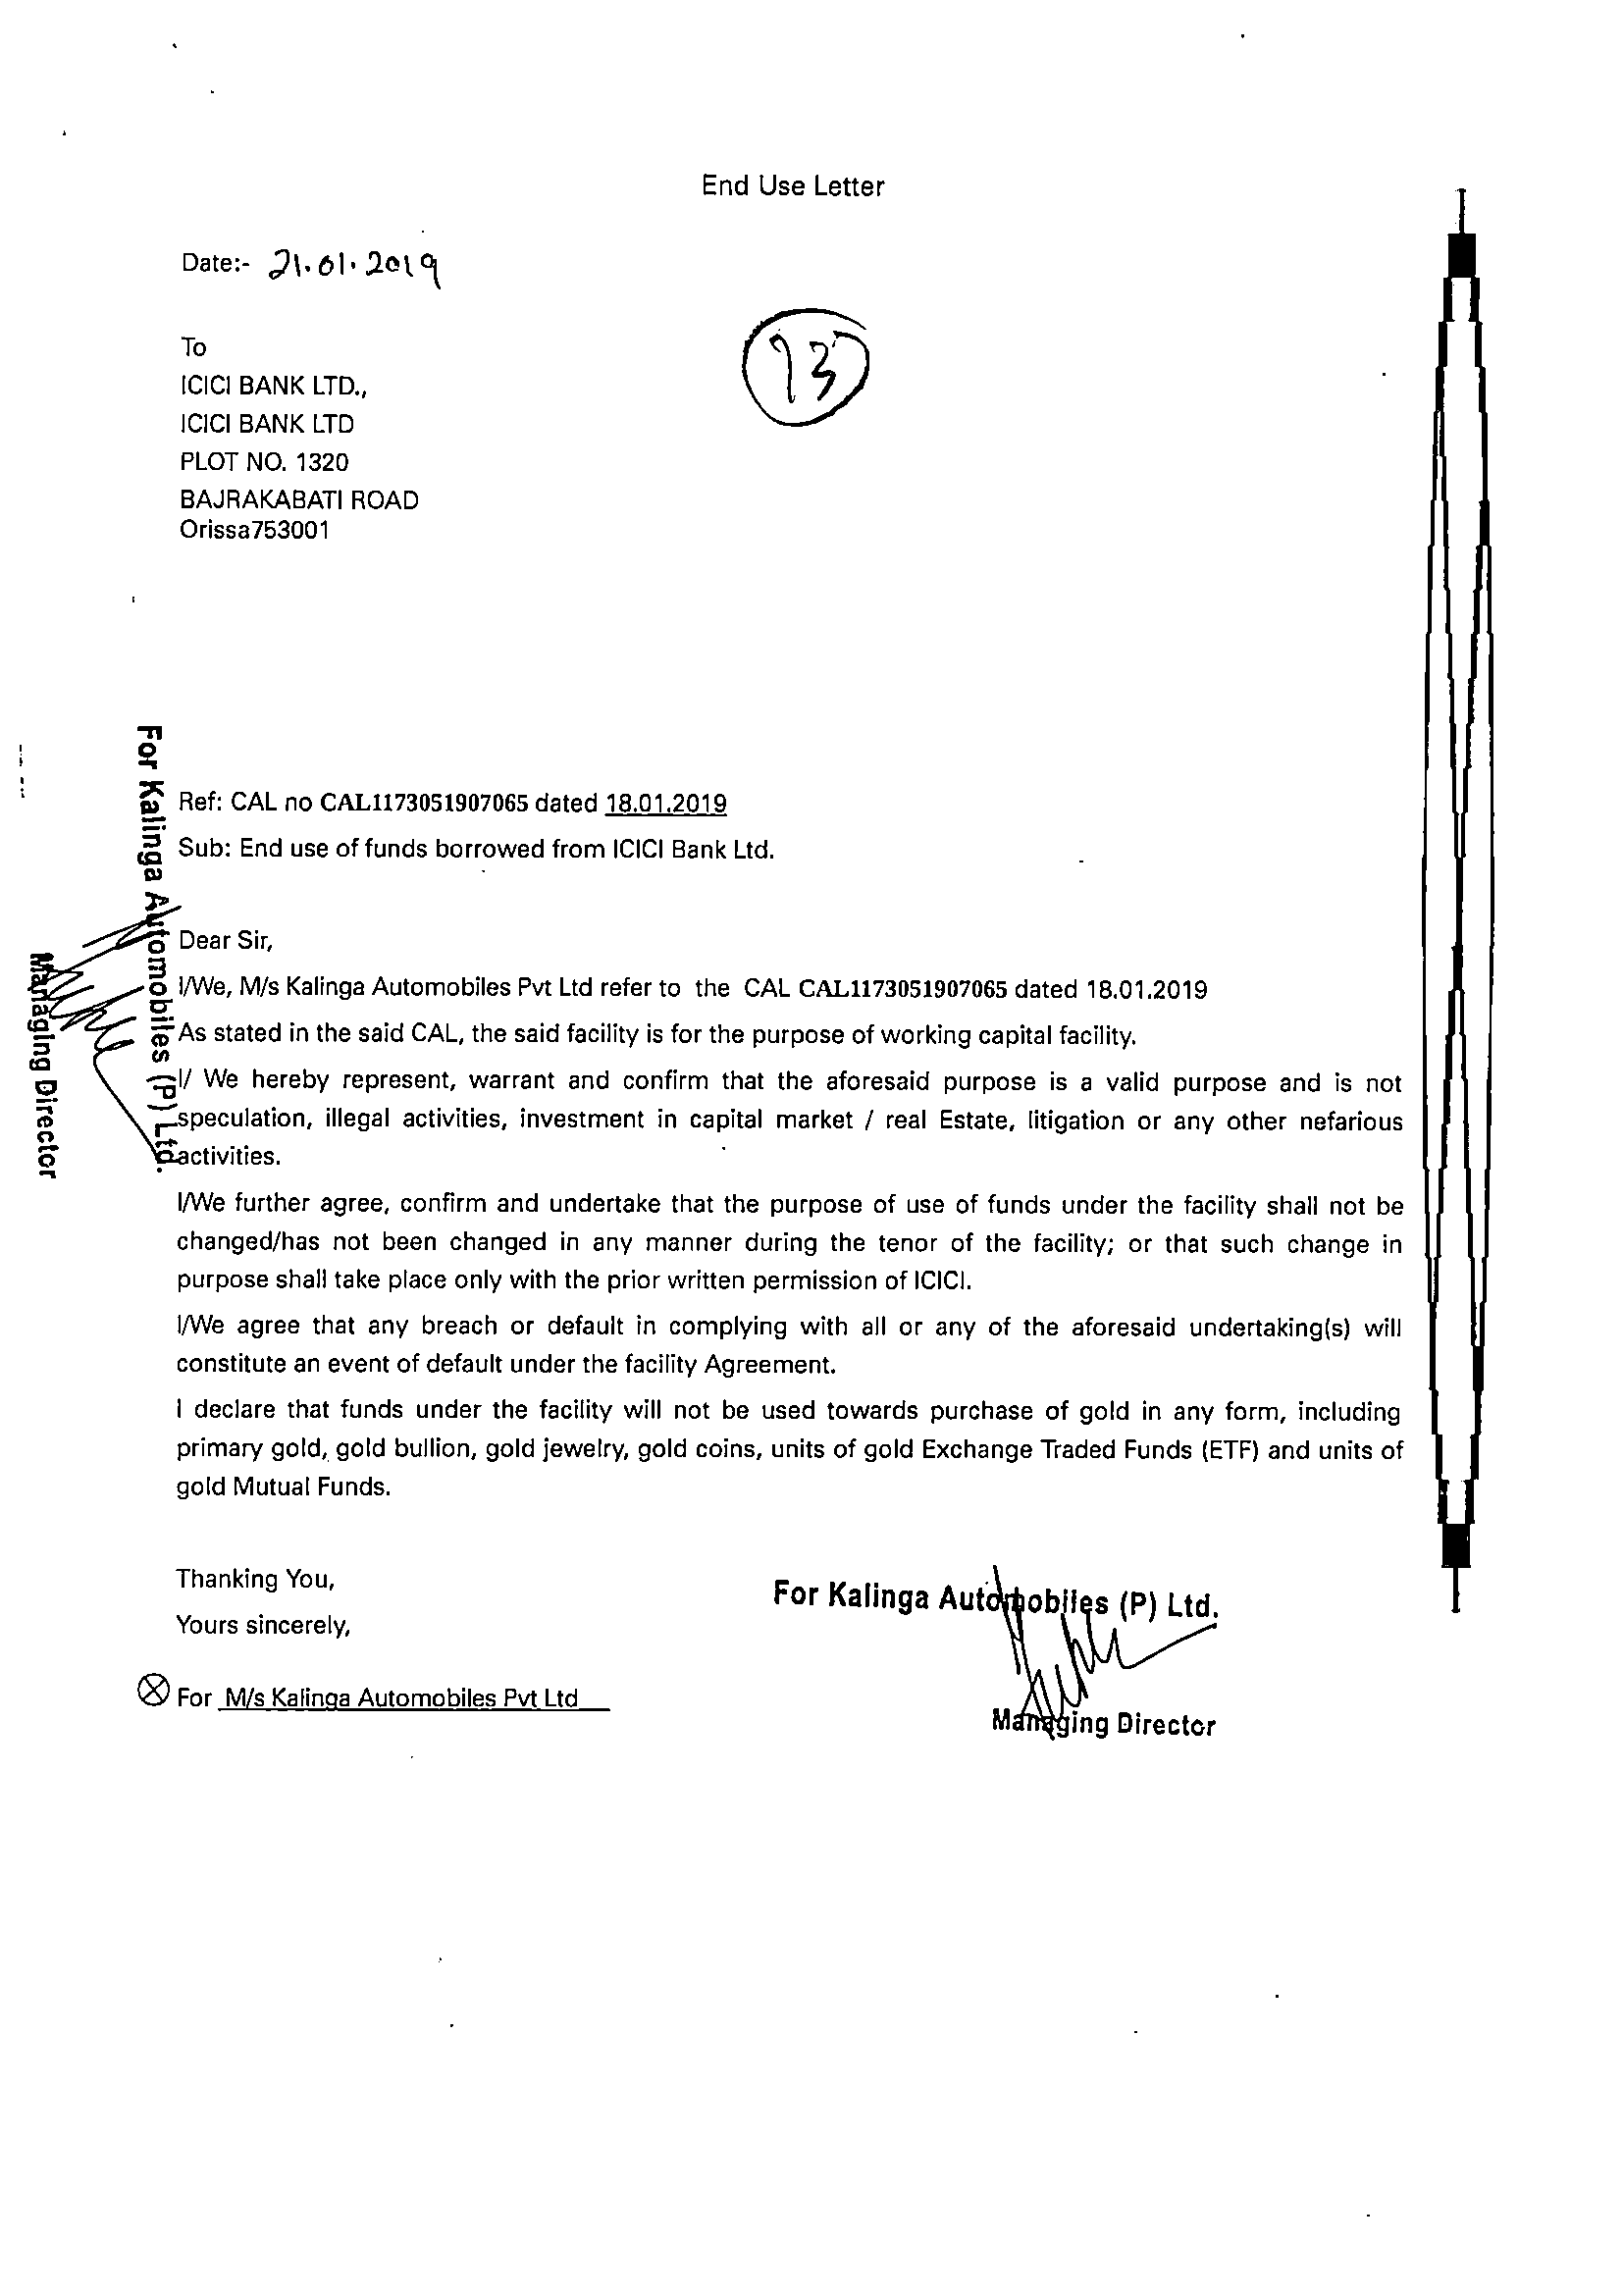 End Use Letter
Date:- 21.01.2019
To
ICICI BANK LTD.,
ICICI BANK LTD
PLOT NO. 1320
BAJRAKABATI ROAD
Orissa753001
Ref: CAL no CAL1173051907065 dated 18.01.2019
Sub: End use of funds borrowed from ICICI Bank Ltd.
For Kalinga Automobiles (P) Ltd.
Managing Director
Dear Sir,
I/We, M/s Kalinga Automobiles Pvt Ltd refer to the CAL CAL1173051907065 dated 18.01.2019
As stated in the said CAL, the said facility is for the purpose of working capital facility.
I/ We hereby represent, warrant and confirm that the aforesaid purpose is a valid purpose and is not
speculation, illegal activities, investment in capital market / real Estate, litigation or any other nefarious
activities.
I/We further agree, confirm and undertake that the purpose of use of funds under the facility shall not be
changed/has not been changed in any manner during the tenor of the facility; or that such change in
purpose shall take place only with the prior written permission of ICICI.
I/We agree that any breach or default in complying with all or any of the aforesaid undertaking(s) will
constitute an event of default under the facility Agreement.
I declare that funds under the facility will not be used towards purchase of gold in any form, including
primary gold, gold bullion, gold jewelry, gold coins, units of gold Exchange Traded Funds (ETF) and units of
gold Mutual Funds.
Thanking You,
Yours sincerely,
For M/s Kalinga Automobiles Pvt Ltd
For Kalinga Automobiles (P) Ltd.
Managing Director